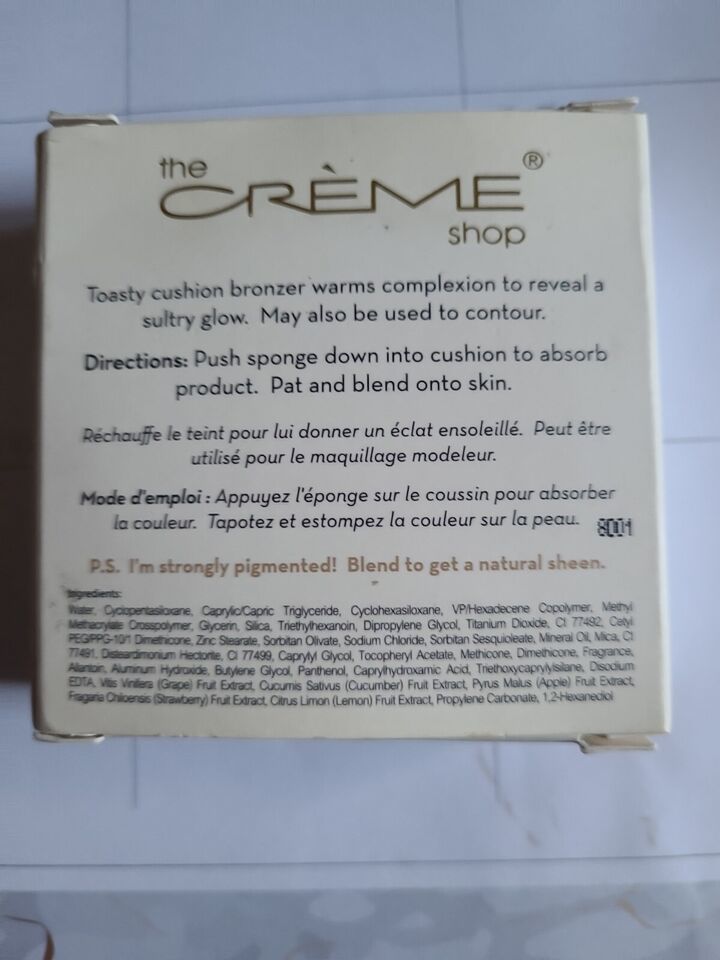 the
CRÈME®
shop
Toasty cushion bronzer warms complexion to reveal a
sultry glow. May also be used to contour.
Directions: Push sponge down into cushion to absorb
product. Pat and blend onto skin.
Réchauffe le teint pour lui donner un éclat ensoleillé. Peut être
utilisé pour le maquillage modeleur.
Mode d'emploi : Appuyez l'éponge sur le coussin pour absorber
la couleur. Tapotez et estompez la couleur sur la peau.
P.S. I'm strongly pigmented! Blend to get a natural sheen.
Ingredients:
Water, Cyclopentasiloxane, Caprylic/Capric Triglyceride, Cyclohexasiloxane, VP/Hexadecene Copolymer, Methyl
Methacrylate Crosspolymer, Glycerin, Silica, Triethylhexanoin, Dipropylene Glycol, Titanium Dioxide, CI 77492, Cetyl
PEG/PPG-10/1 Dimethicone, Zinc Stearate, Sorbitan Olivate, Sodium Chloride, Sorbitan Sesquioleate, Mineral Oil, Mica, CI
77491, Disteardimonium Hectorite, CI 77499, Caprylyl Glycol, Tocopheryl Acetate, Methicone, Dimethicone, Fragrance,
Allantoin, Aluminum Hydroxide, Butylene Glycol, Panthenol, Caprylhydroxamic Acid, Triethoxycaprylylsilane, Disodium
EDTA, Vitis Vinifera (Grape) Fruit Extract, Cucumis Sativus (Cucumber) Fruit Extract, Pyrus Malus (Apple) Fruit Extract,
Fragaria Chiloensis (Strawberry) Fruit Extract, Citrus Limon (Lemon) Fruit Extract, Propylene Carbonate, 1,2-Hexanediol